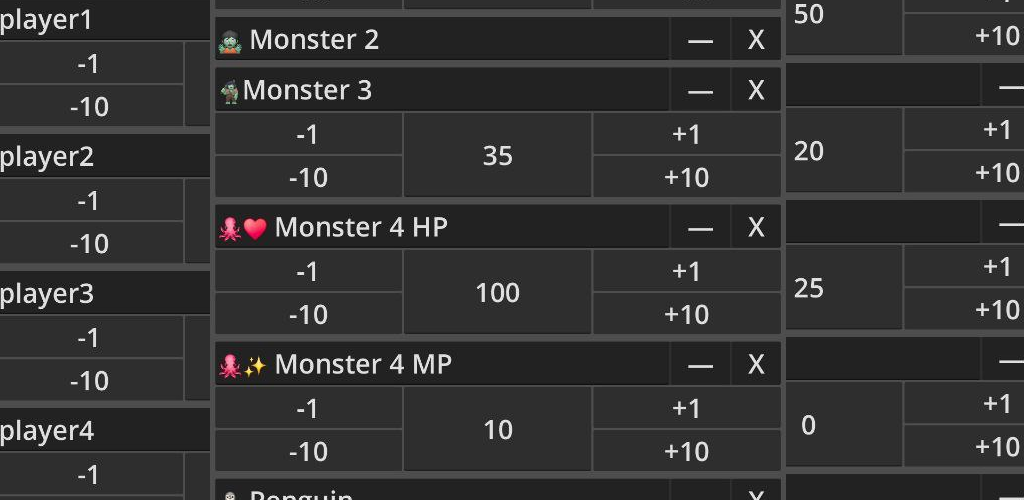 player1
-1
-10
player2
-1
-10
player3
-1
-10
player4
-1
Monster 2 — X
Monster 3 — X
-1 35 +1
-10 +10
Monster 4 HP — X
-1 100 +1
-10 +10
Monster 4 MP — X
-1 10 +1
-10 +10
Penguin X
50
+10
—
20 +1
+10
—
25 +1
+10
—
0 +1
+10